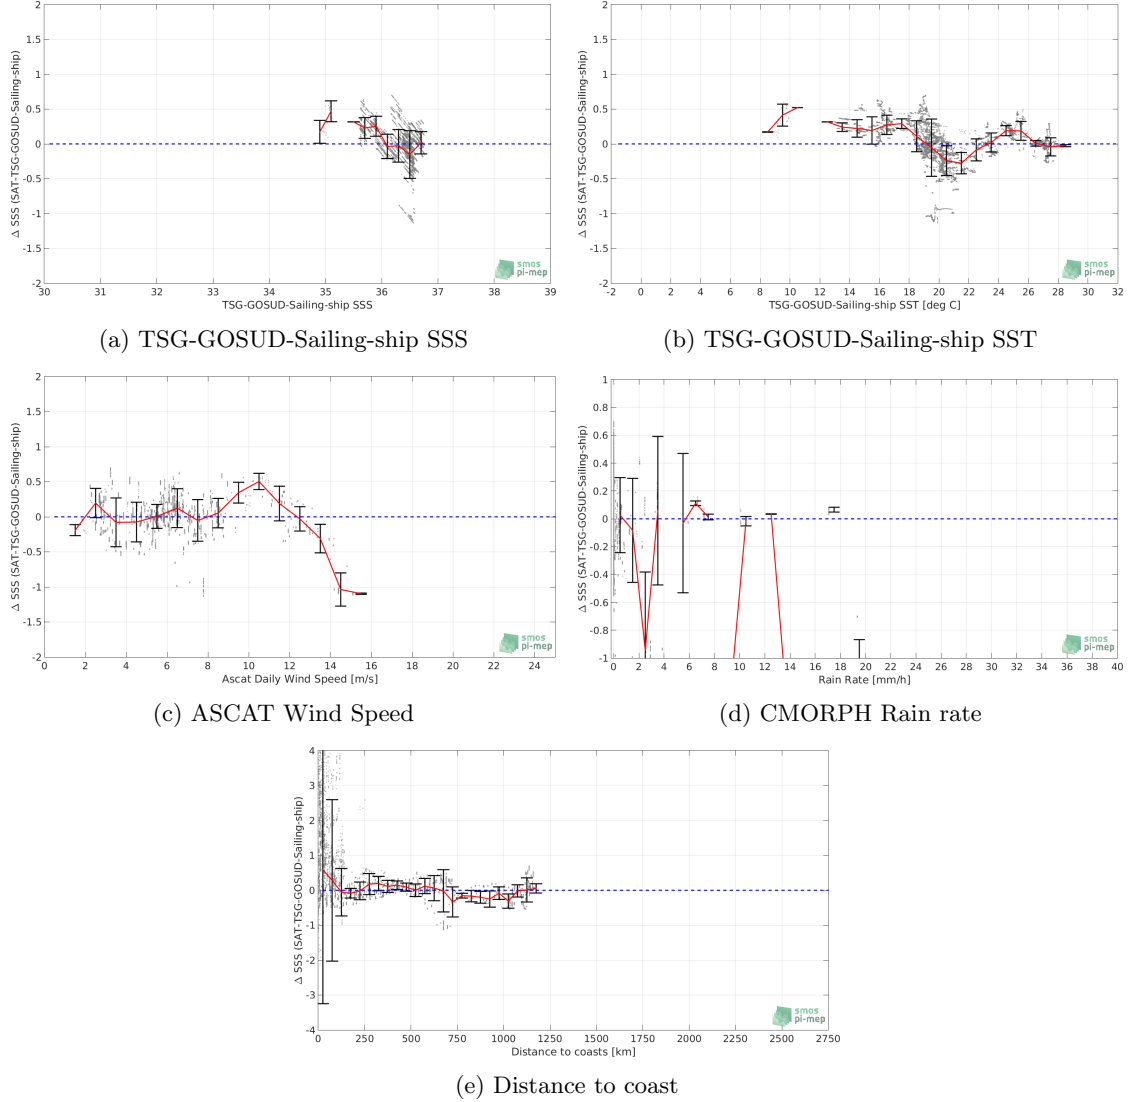 2
1.5
1
0.5
0
-0.5
-1
-1.5
-2
Δ SSS (SAT-TSG-GOSUD-Sailing-ship)
30 31 32 33 34 35 36 37 38 39
TSG-GOSUD-Sailing-ship SSS
smos
pi-mep
(a) TSG-GOSUD-Sailing-ship SSS
2
1.5
1
0.5
0
-0.5
-1
-1.5
-2
Δ SSS (SAT-TSG-GOSUD-Sailing-ship)
-2 0 2 4 6 8 10 12 14 16 18 20 22 24 26 28 30 32
TSG-GOSUD-Sailing-ship SST [deg C]
smos
pi-mep
(b) TSG-GOSUD-Sailing-ship SST
2
1.5
1
0.5
0
-0.5
-1
-1.5
-2
Δ SSS (SAT-TSG-GOSUD-Sailing-ship)
0 2 4 6 8 10 12 14 16 18 20 22 24
Ascat Daily Wind Speed [m/s]
smos
pi-mep
(c) ASCAT Wind Speed
1
0.8
0.6
0.4
0.2
0
-0.2
-0.4
-0.6
-0.8
-1
Δ SSS (SAT-TSG-GOSUD-Sailing-ship)
0 2 4 6 8 10 12 14 16 18 20 22 24 26 28 30 32 34 36 38 40
Rain Rate [mm/h]
smos
pi-mep
(d) CMORPH Rain rate
4
3
2
1
0
-1
-2
-3
-4
Δ SSS (SAT-TSG-GOSUD-Sailing-ship)
0 250 500 750 1000 1250 1500 1750 2000 2250 2500 2750
Distance to coasts [km]
smos
pi-mep
(e) Distance to coast